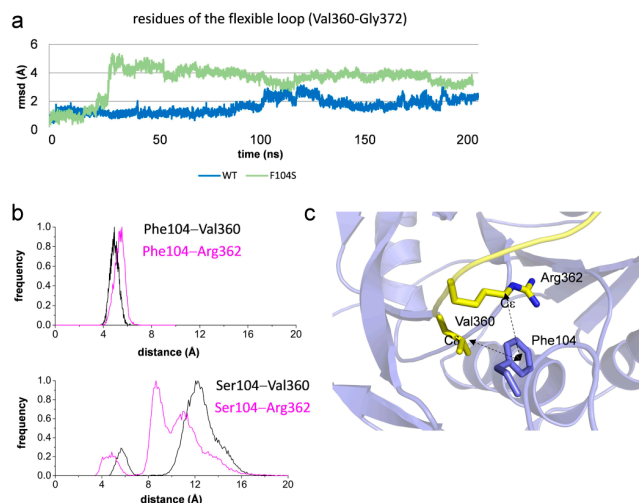 a
residues of the flexible loop (Val360-Gly372)
rmsd (Å)
6
4
2
0
0
50
100
150
200
time (ns)
WT
F104S
b
frequency
1.0
0.8
0.6
0.4
0.2
0.0
Phe104–Val360
Phe104–Arg362
0
4
8
12
16
20
distance (Å)
frequency
1.0
0.8
0.6
0.4
0.2
0.0
Ser104–Val360
Ser104–Arg362
0
4
8
12
16
20
distance (Å)
c
Arg362
Cε
Val360
Phe104